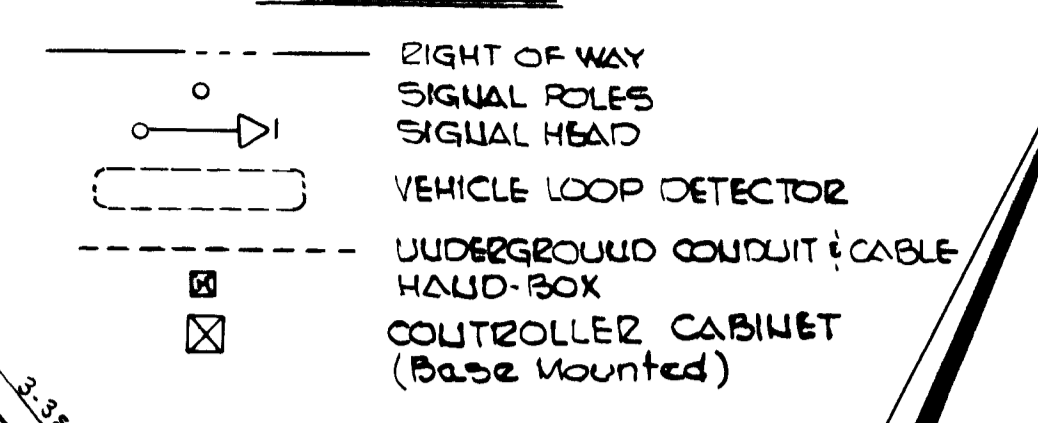 RIGHT OF WAY
SIGNAL POLES
SIGNAL HEAD
VEHICLE LOOP DETECTOR
UNDERGROUND CONDUIT & CABLE
HAND-BOX
CONTROLLER CABINET
(Base Mounted)